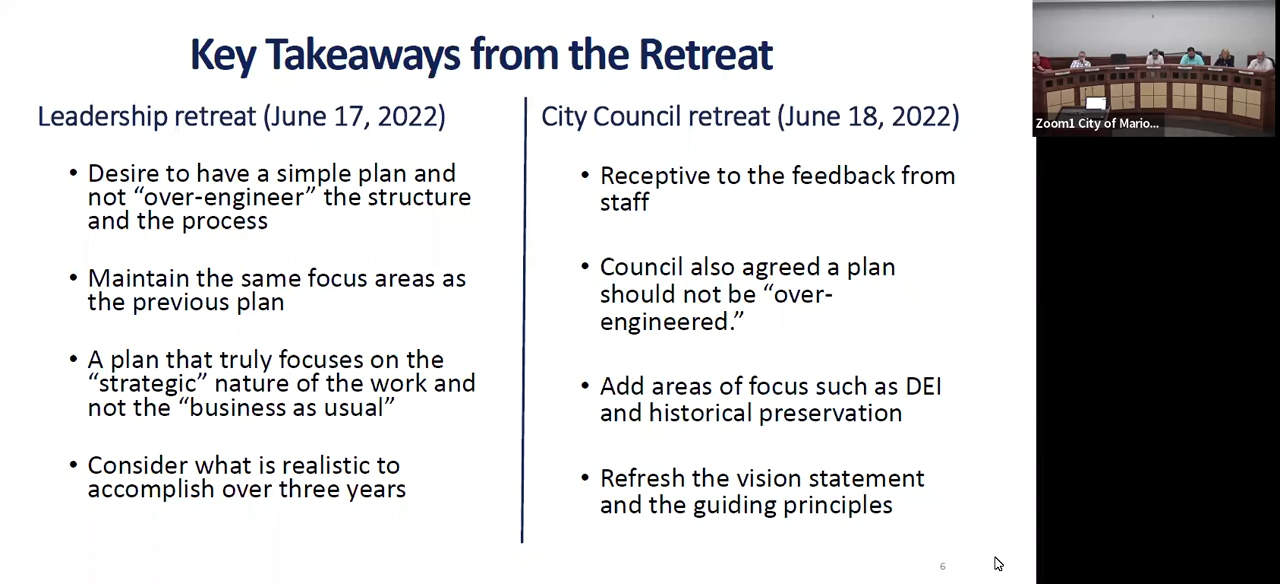 Key Takeaways from the Retreat
Leadership retreat (June 17, 2022)
• Desire to have a simple plan and
not “over-engineer” the structure
and the process
• Maintain the same focus areas as
the previous plan
• A plan that truly focuses on the
“strategic” nature of the work and
not the “business as usual”
• Consider what is realistic to
accomplish over three years
City Council retreat (June 18, 2022)
• Receptive to the feedback from
staff
• Council also agreed a plan
should not be “over-
engineered.”
• Add areas of focus such as DEI
and historical preservation
• Refresh the vision statement
and the guiding principles
6
Zoom1 City of Mario...